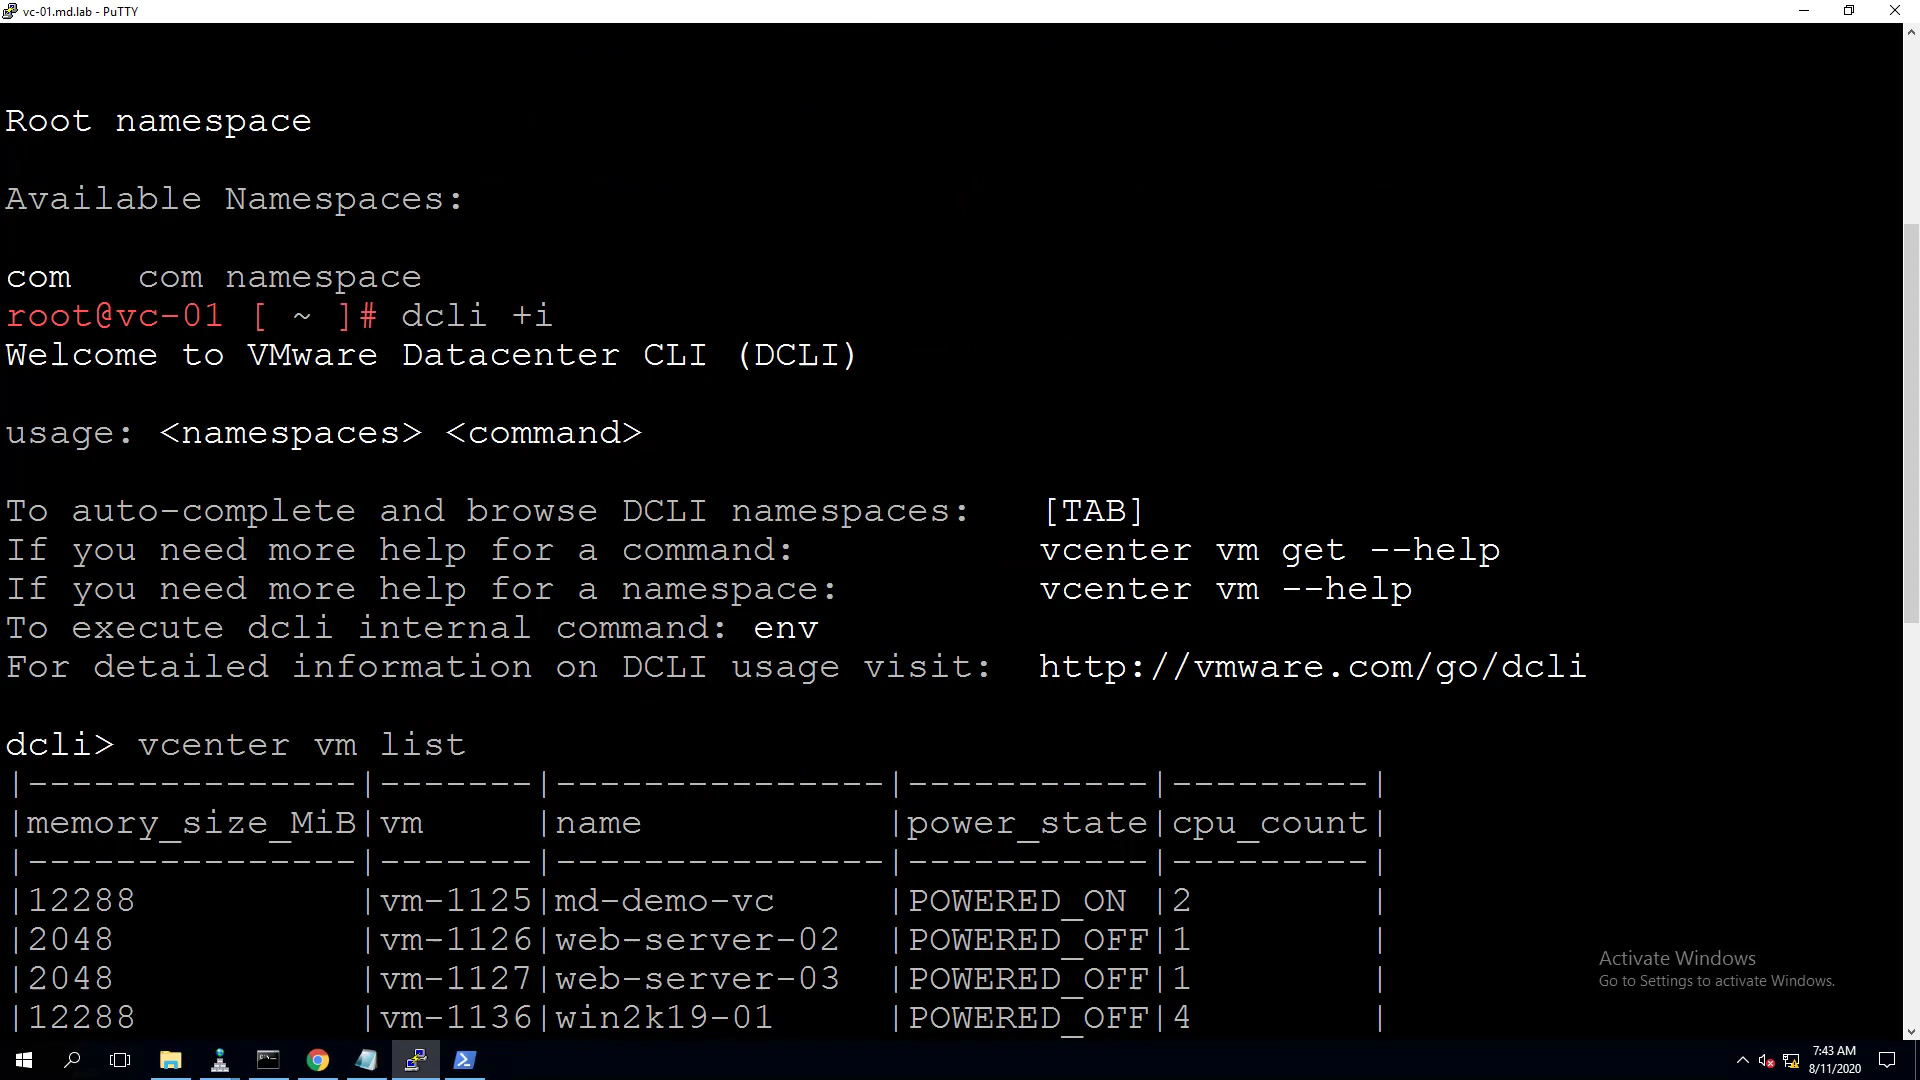 vc-01.md.lab - PuTTY
Root namespace
Available Namespaces:
com   com namespace
root@vc-01 [ ~ ]# dcli +i
Welcome to VMware Datacenter CLI (DCLI)
usage: <namespaces> <command>
To auto-complete and browse DCLI namespaces:   [TAB]
If you need more help for a command:           vcenter vm get --help
If you need more help for a namespace:         vcenter vm --help
To execute dcli internal command: env
For detailed information on DCLI usage visit:  http://vmware.com/go/dcli
dcli> vcenter vm list
|---------------|-------|---------------|-----------|---------|
|memory_size_MiB|vm     |name           |power_state|cpu_count|
|---------------|-------|---------------|-----------|---------|
|12288          |vm-1125|md-demo-vc     |POWERED_ON |2        |
|2048           |vm-1126|web-server-02  |POWERED_OFF|1        |
|2048           |vm-1127|web-server-03  |POWERED_OFF|1        |
|12288          |vm-1136|win2k19-01     |POWERED_OFF|4        |
Activate Windows
Go to Settings to activate Windows.
7:43 AM
8/11/2020